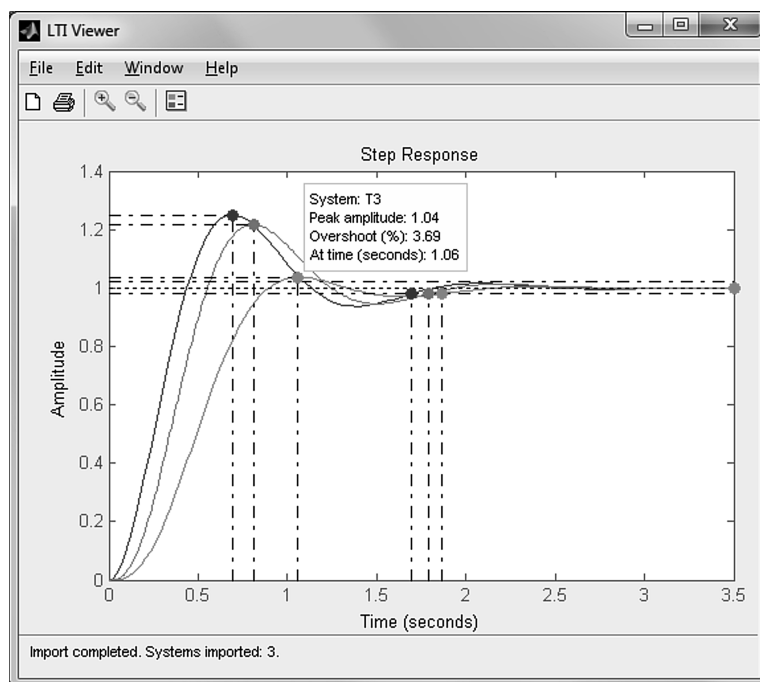 LTI Viewer
File Edit Window Help
Step Response
System: T3
Peak amplitude: 1.04
Overshoot (%): 3.69
At time (seconds): 1.06
1.4
1.2
1
0.8
0.6
0.4
0.2
0
Amplitude
0 0.5 1 1.5 2 2.5 3 3.5
Time (seconds)
Import completed. Systems imported: 3.